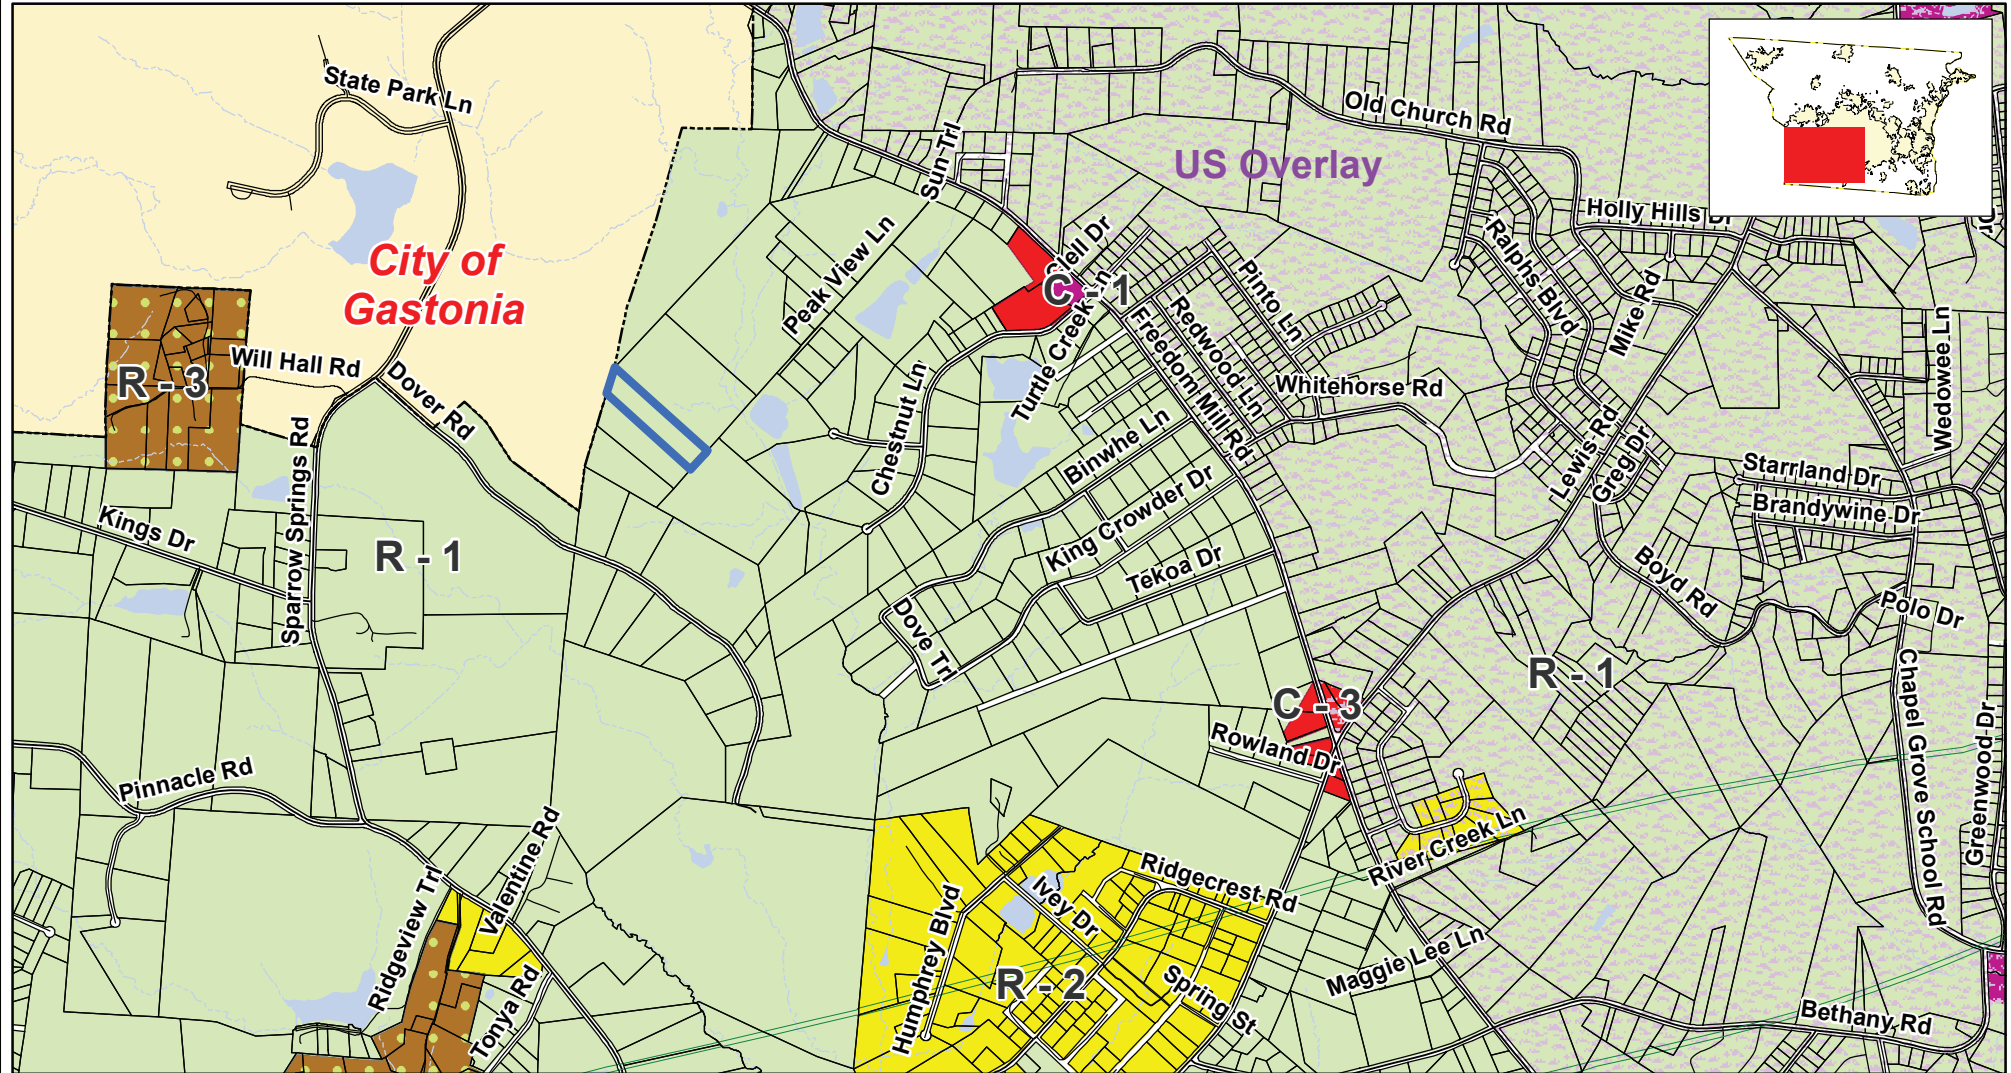 State Park Ln
Old Church Rd
Sun Trl
US Overlay
Holly Hills Dr
Clell Dr
Peak View Ln
City of
Gastonia
C - 1
Pinto Ln
Ralphs Blvd
Mike Rd
Redwood Ln
Freedom Mill Rd
Turtle Creek Ln
Will Hall Rd
Dover Rd
R - 3
Whitehorse Rd
Wedowee Ln
Chestnut Ln
Binwhe Ln
Lewis Rd
Greg Dr
Starrland Dr
Brandywine Dr
Sparrow Springs Rd
Kings Dr
R - 1
King Crowder Dr
Tekoa Dr
Boyd Rd
Polo Dr
Dove Trl
R - 1
C - 3
Rowland Dr
Chapel Grove School Rd
Greenwood Dr
Pinnacle Rd
Valentine Rd
River Creek Ln
Ridgecrest Rd
Ivey Dr
Ridgeview Trl
Humphrey Blvd
R - 2
Spring St
Maggie Lee Ln
Tonya Rd
Bethany Rd